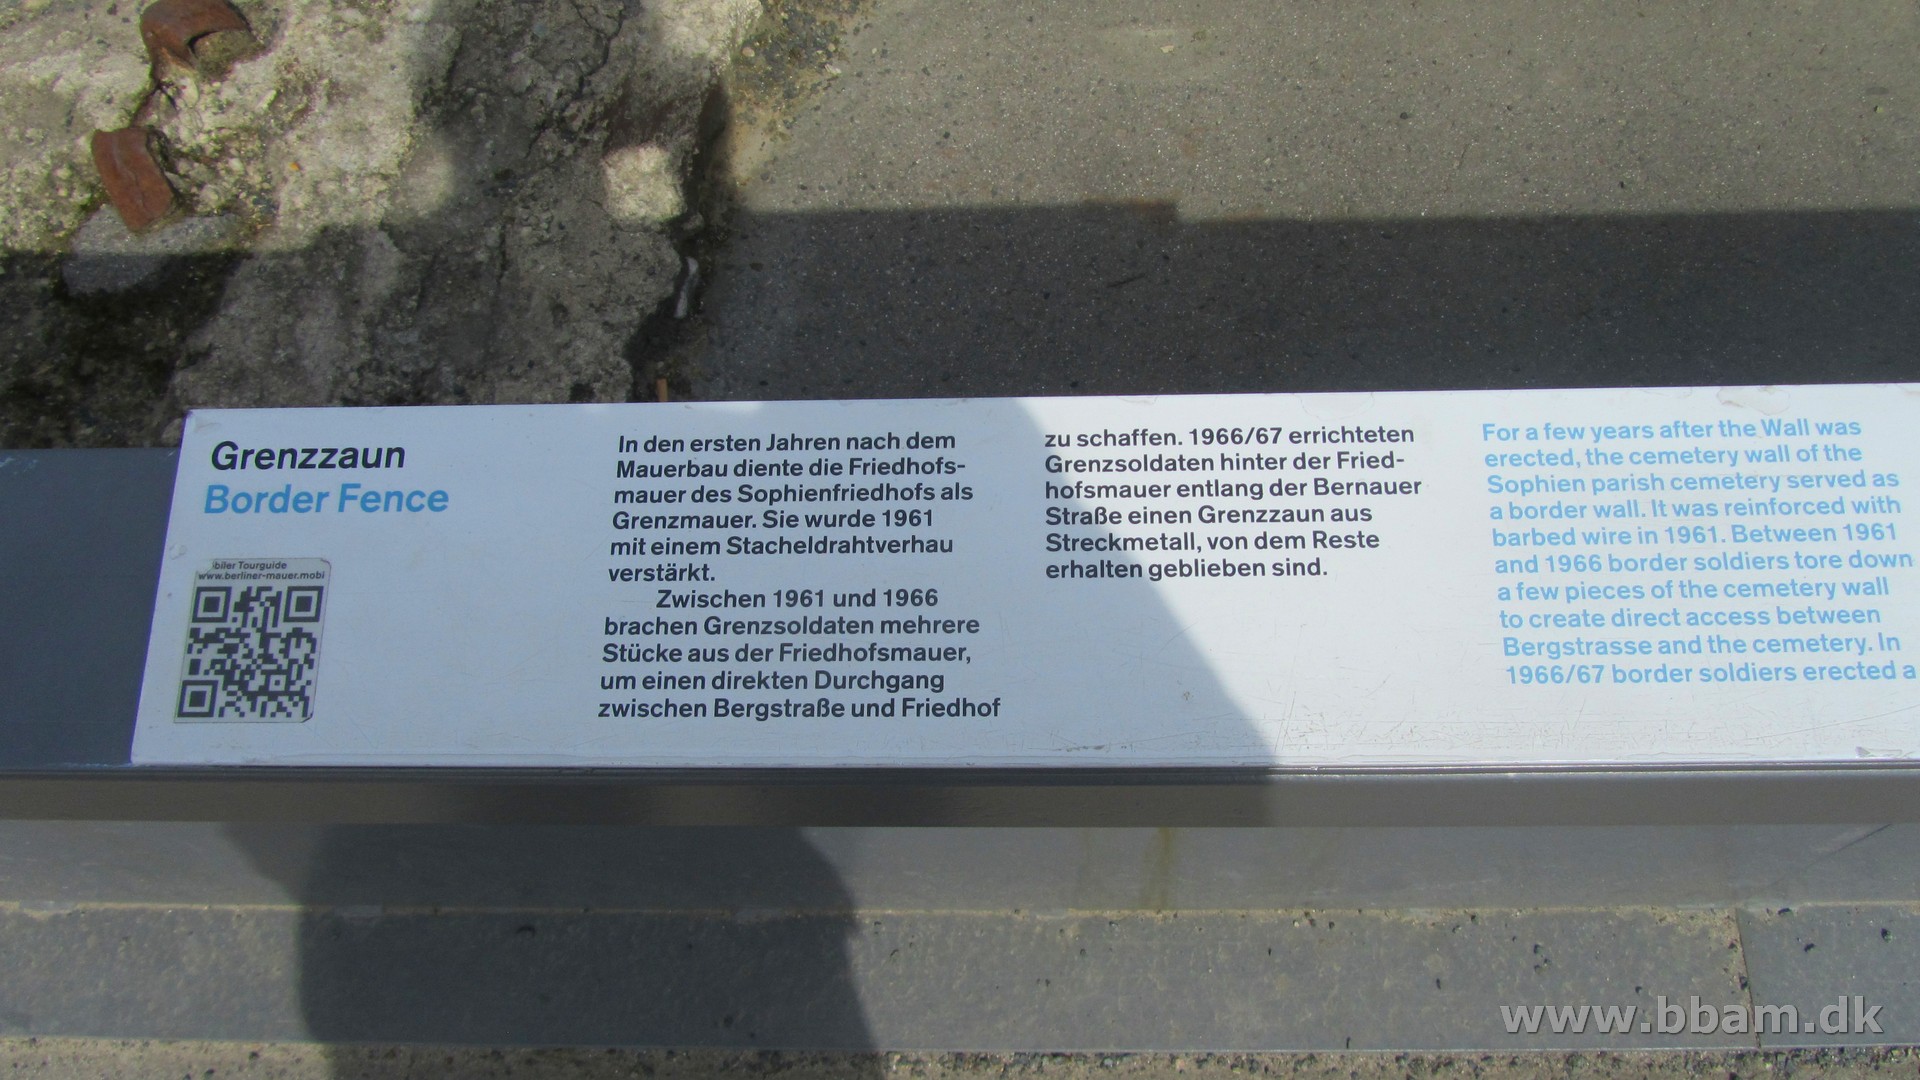 Grenzzaun
Border Fence
biler Tourguide
www.berliner-mauer.mobi
In den ersten Jahren nach dem
Mauerbau diente die Friedhofs-
mauer des Sophienfriedhofs als
Grenzmauer. Sie wurde 1961
mit einem Stacheldrahtverhau
verstärkt.
Zwischen 1961 und 1966
brachen Grenzsoldaten mehrere
Stücke aus der Friedhofsmauer,
um einen direkten Durchgang
zwischen Bergstraße und Friedhof
zu schaffen. 1966/67 errichteten
Grenzsoldaten hinter der Fried-
hofsmauer entlang der Bernauer
Straße einen Grenzzaun aus
Streckmetall, von dem Reste
erhalten geblieben sind.
For a few years after the Wall was
erected, the cemetery wall of the
Sophien parish cemetery served as
a border wall. It was reinforced with
barbed wire in 1961. Between 1961
and 1966 border soldiers tore down
a few pieces of the cemetery wall
to create direct access between
Bergstrasse and the cemetery. In
1966/67 border soldiers erected a
www.bbam.dk